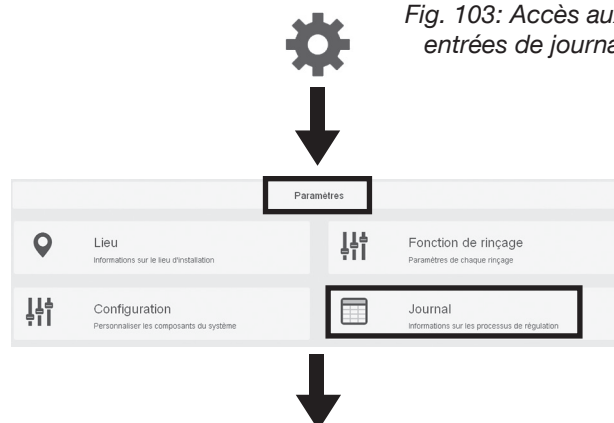 Fig. 103: Accès au
entrées de journa
Paramètres
Lieu
Informations sur le lieu d'installation
Fonction de rinçage
Paramètres de chaque rinçage
Configuration
Personnaliser les composants du système
Journal
Informations sur les processus de régulation